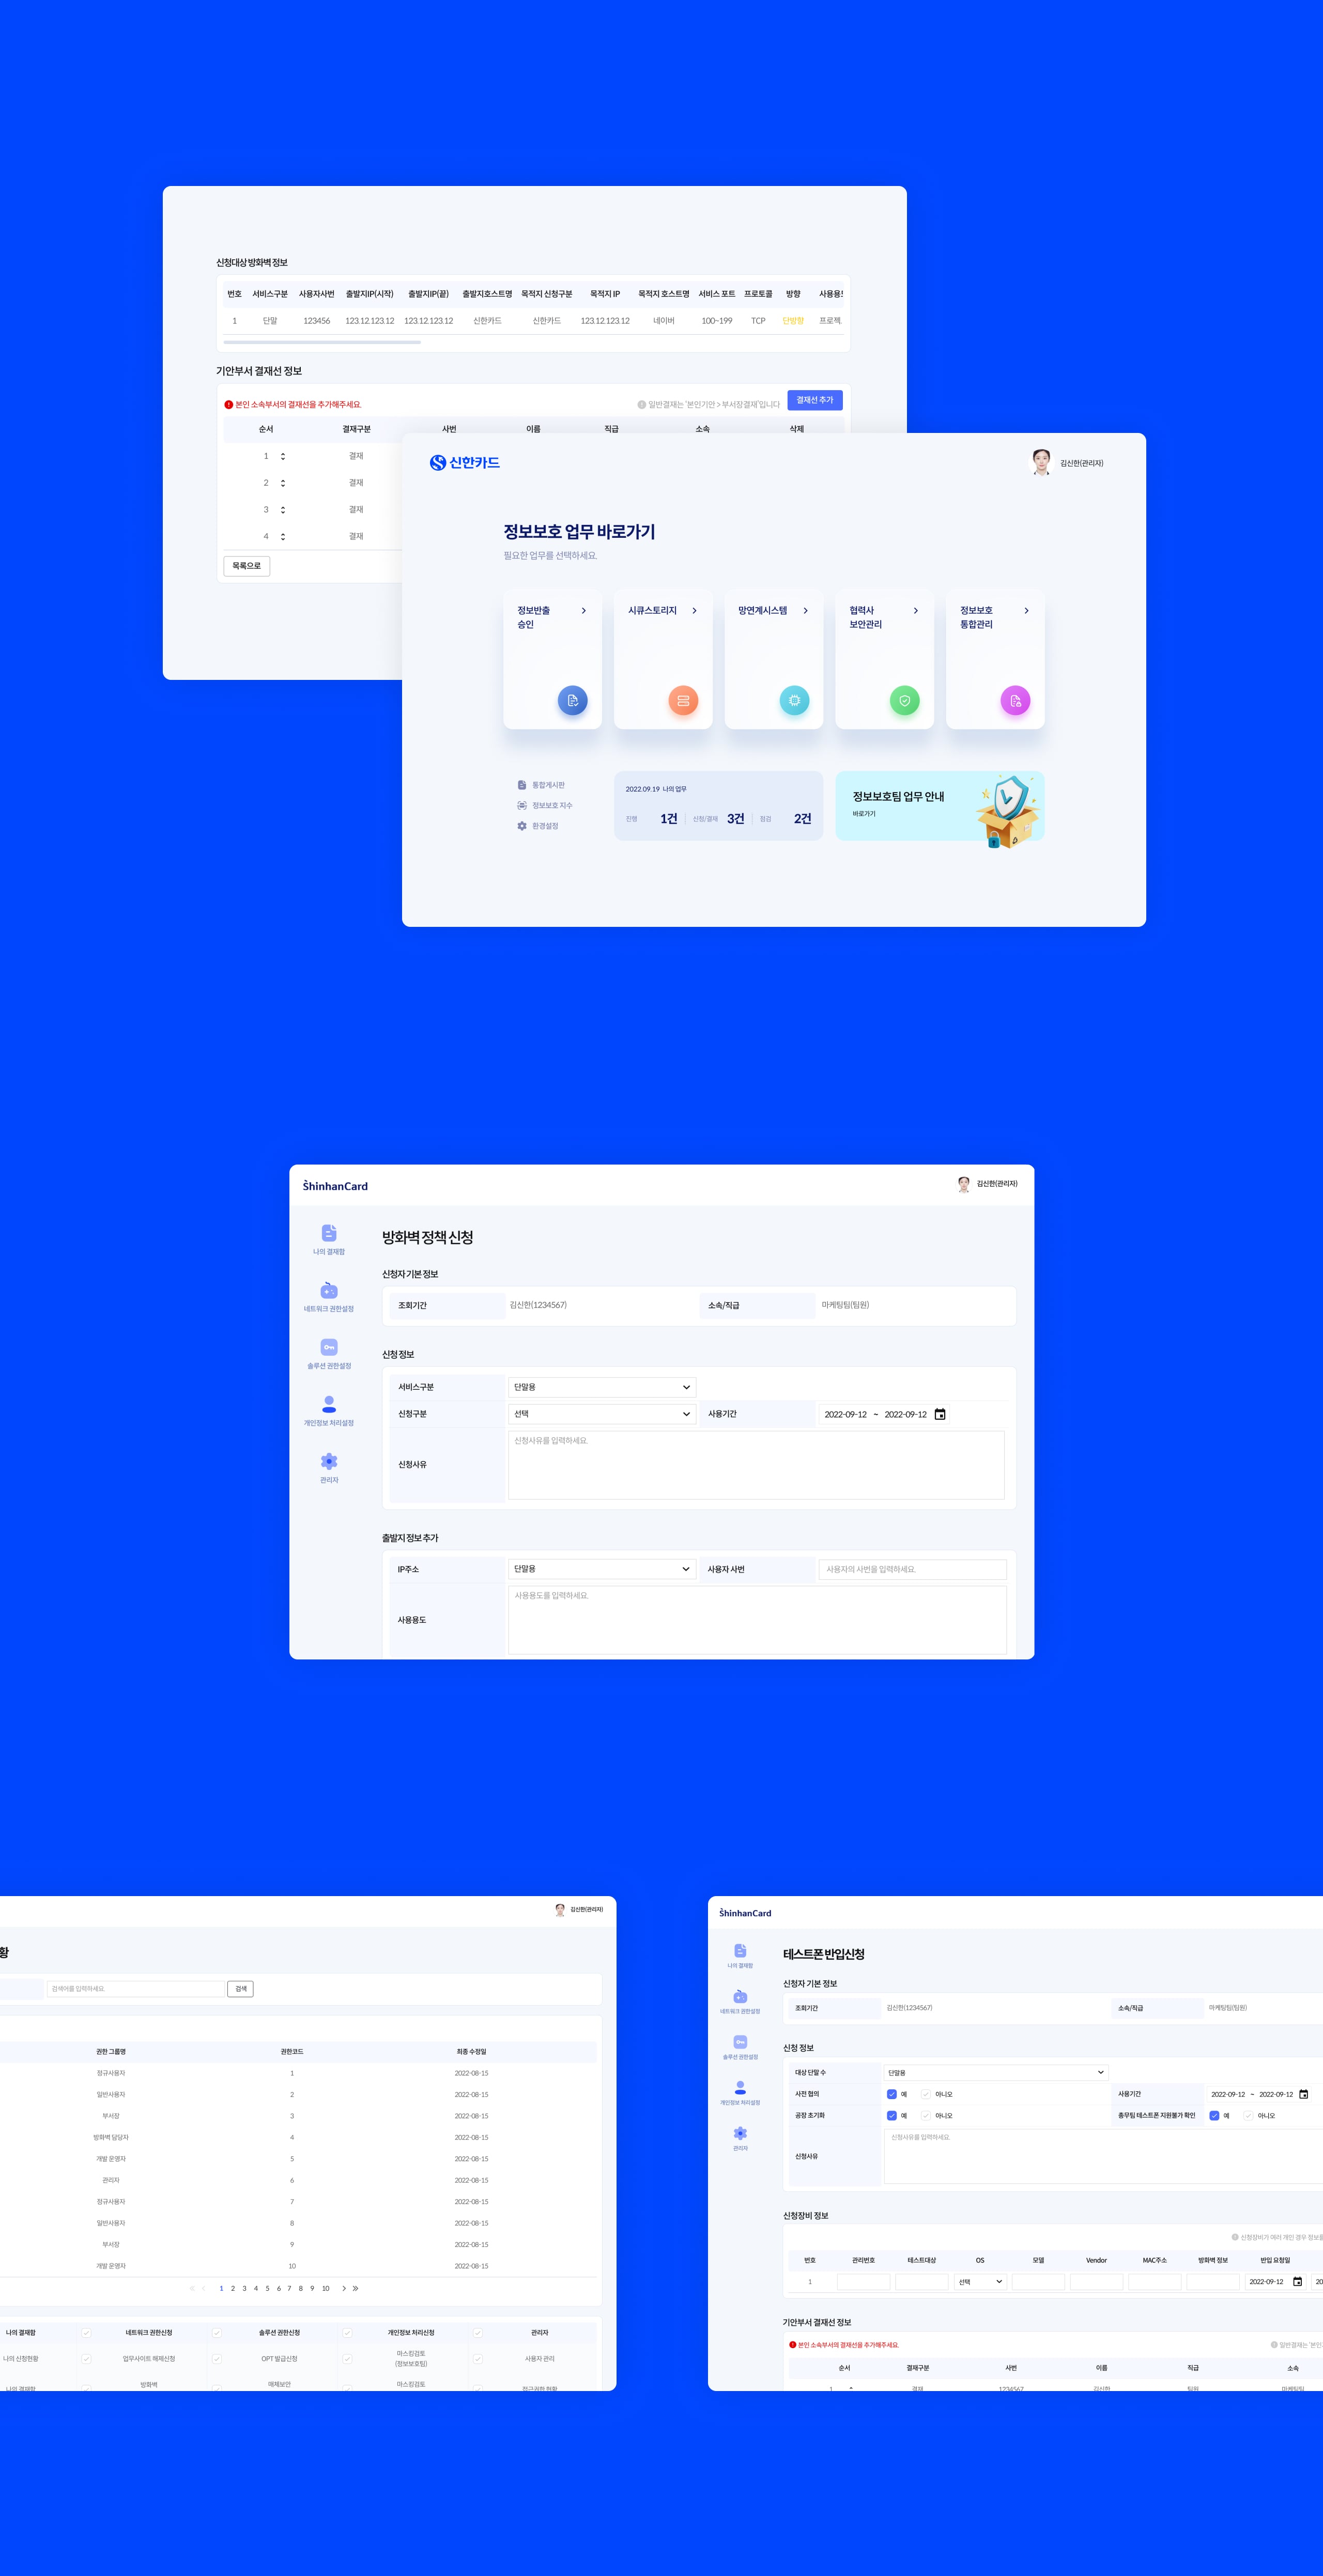 신청대상 방화벽 정보
번호 서비스구분 사용자사번 출발지IP(시작) 출발지IP(끝) 출발지호스트명 목적지 신청구분 목적지 IP 목적지 호스트명 서비스 포트 프로토콜 방향 사용용도
1 단말 123456 123.12.123.12 123.12.123.12 신한카드 신한카드 123.12.123.12 네이버 100~199 TCP 단방향 프로젝.
기안부서 결재선 정보
본인 소속부서의 결재선을 추가해주세요. 일반결재는 '본인기안 > 부서장결재'입니다 결재선 추가
순서 결재구분 사번 이름 직급 소속 삭제
1 결재
2 결재
3 결재
4 결재
목록으로
신한카드 김신한(관리자)
정보보호 업무 바로가기
필요한 업무를 선택하세요.
정보반출
승인
시큐스토리지
망연계시스템
협력사
보안관리
정보보호
통합관리
통합게시판
정보보호 지수
환경설정
2022.09.19 나의 업무
진행 1건 신청/결재 3건 점검 2건
정보보호팀 업무 안내
바로가기
ShinhanCard 김신한(관리자)
나의 결재함
네트워크 권한설정
솔루션 권한설정
개인정보 처리설정
관리자
방화벽 정책 신청
신청자 기본 정보
조회기간 김신한(1234567) 소속/직급 마케팅팀(팀원)
신청 정보
서비스구분 단말용
신청구분 선택 사용기간 2022-09-12 ~ 2022-09-12
신청사유 신청사유를 입력하세요.
출발지 정보 추가
IP주소 단말용 사용자 사번 사용자의 사번을 입력하세요.
사용용도 사용용도를 입력하세요.
김신한(관리자)
황
검색어를 입력하세요. 검색
권한 그룹명 권한코드 최종 수정일
정규사용자 1 2022-08-15
일반사용자 2 2022-08-15
부서장 3 2022-08-15
방화벽 담당자 4 2022-08-15
개발 운영자 5 2022-08-15
관리자 6 2022-08-15
정규사용자 7 2022-08-15
일반사용자 8 2022-08-15
부서장 9 2022-08-15
개발 운영자 10 2022-08-15
1 2 3 4 5 6 7 8 9 10
나의 결재함 네트워크 권한신청 솔루션 권한신청 개인정보 처리신청 관리자
나의 신청현황 업무사이트 해제신청 OPT 발급신청 마스킹검토
(정보보호팀) 사용자 관리
나의 결재함 방화벽 매체보안 마스킹검토 접근권한 현황
ShinhanCard
나의 결재함
네트워크 권한설정
솔루션 권한설정
개인정보 처리설정
관리자
테스트폰 반입신청
신청자 기본 정보
조회기간 김신한(1234567) 소속/직급 마케팅팀(팀원)
신청 정보
대상 단말 수 단말용
사전 협의 예 아니오 사용기간 2022-09-12 ~ 2022-09-12
공장 초기화 예 아니오 총무팀 테스트폰 지원불가 확인 예 아니오
신청사유 신청사유를 입력하세요.
신청장비 정보
신청장비가 여러 개인 경우 정보를
번호 관리번호 테스트대상 OS 모델 Vendor MAC주소 방화벽 정보 반입 요청일
1 선택 2022-09-12 20
기안부서 결재선 정보
본인 소속부서의 결재선을 추가해주세요. 일반결재는 '본인
순서 결재구분 사번 이름 직급 소속
1 결재 1234567 김신한 팀원 마케팅팀